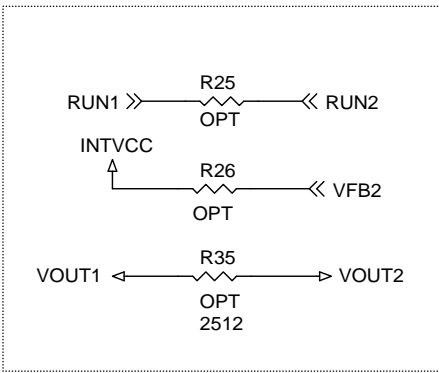 R25
RUN1 RUN2
OPT
INTVCC
R26
VFB2
OPT
R35
VOUT1 VOUT2
OPT
2512